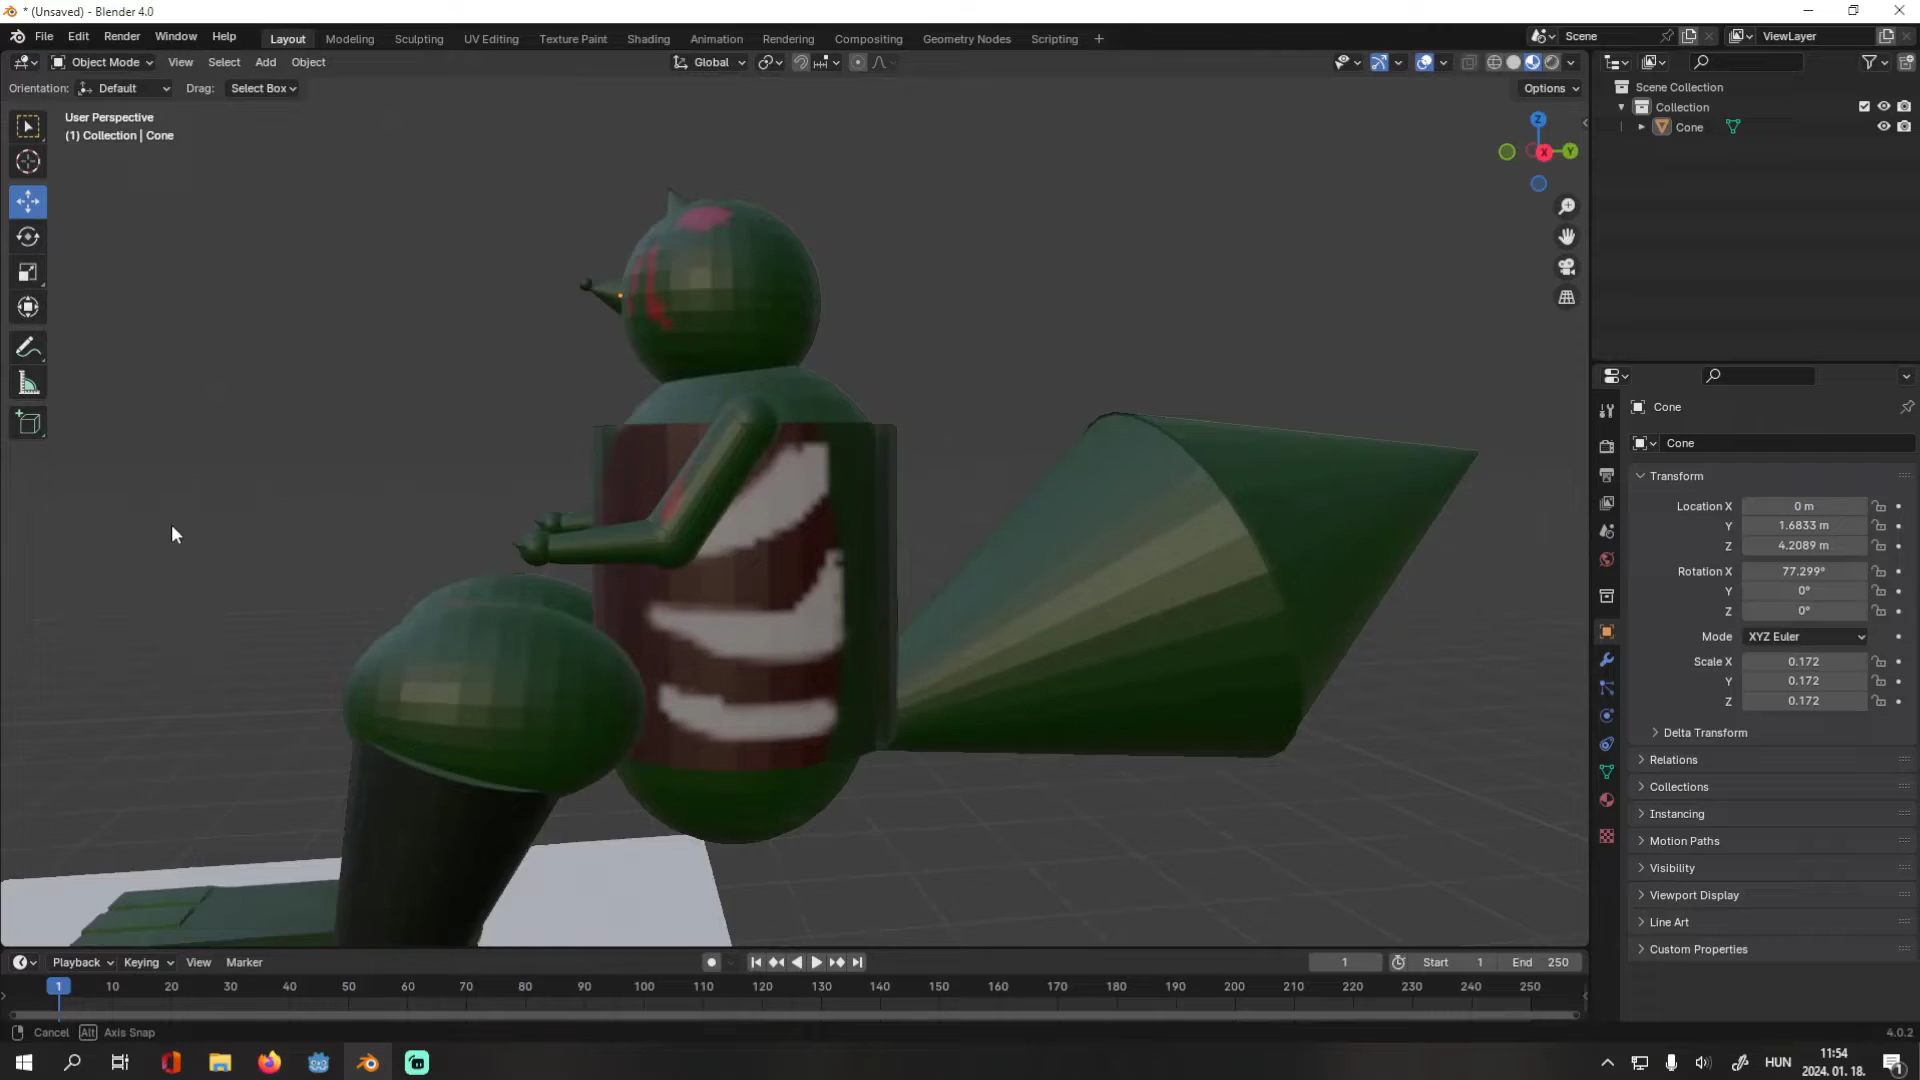 * (Unsaved) - Blender 4.0
File Edit Render Window Help
Layout Modeling Sculpting UV Editing Texture Paint Shading Animation Rendering Compositing Geometry Nodes Scripting +
Scene
ViewLayer
Object Mode View Select Add Object
Global
Orientation: Default Drag: Select Box
Options
User Perspective
(1) Collection | Cone
Z
X
Y
Scene Collection
Collection
Cone
Cone
Cone
Transform
Location X 0 m
Y 1.6833 m
Z 4.2089 m
Rotation X 77.299°
Y 0°
Z 0°
Mode XYZ Euler
Scale X 0.172
Y 0.172
Z 0.172
Delta Transform
Relations
Collections
Instancing
Motion Paths
Visibility
Viewport Display
Line Art
Custom Properties
Playback Keying View Marker
1 Start 1 End 250
1 10 20 30 40 50 60 70 80 90 100 110 120 130 140 150 160 170 180 190 200 210 220 230 240 250
Cancel Alt Axis Snap
4.0.2
HUN
11:54
2024. 01. 18.
1